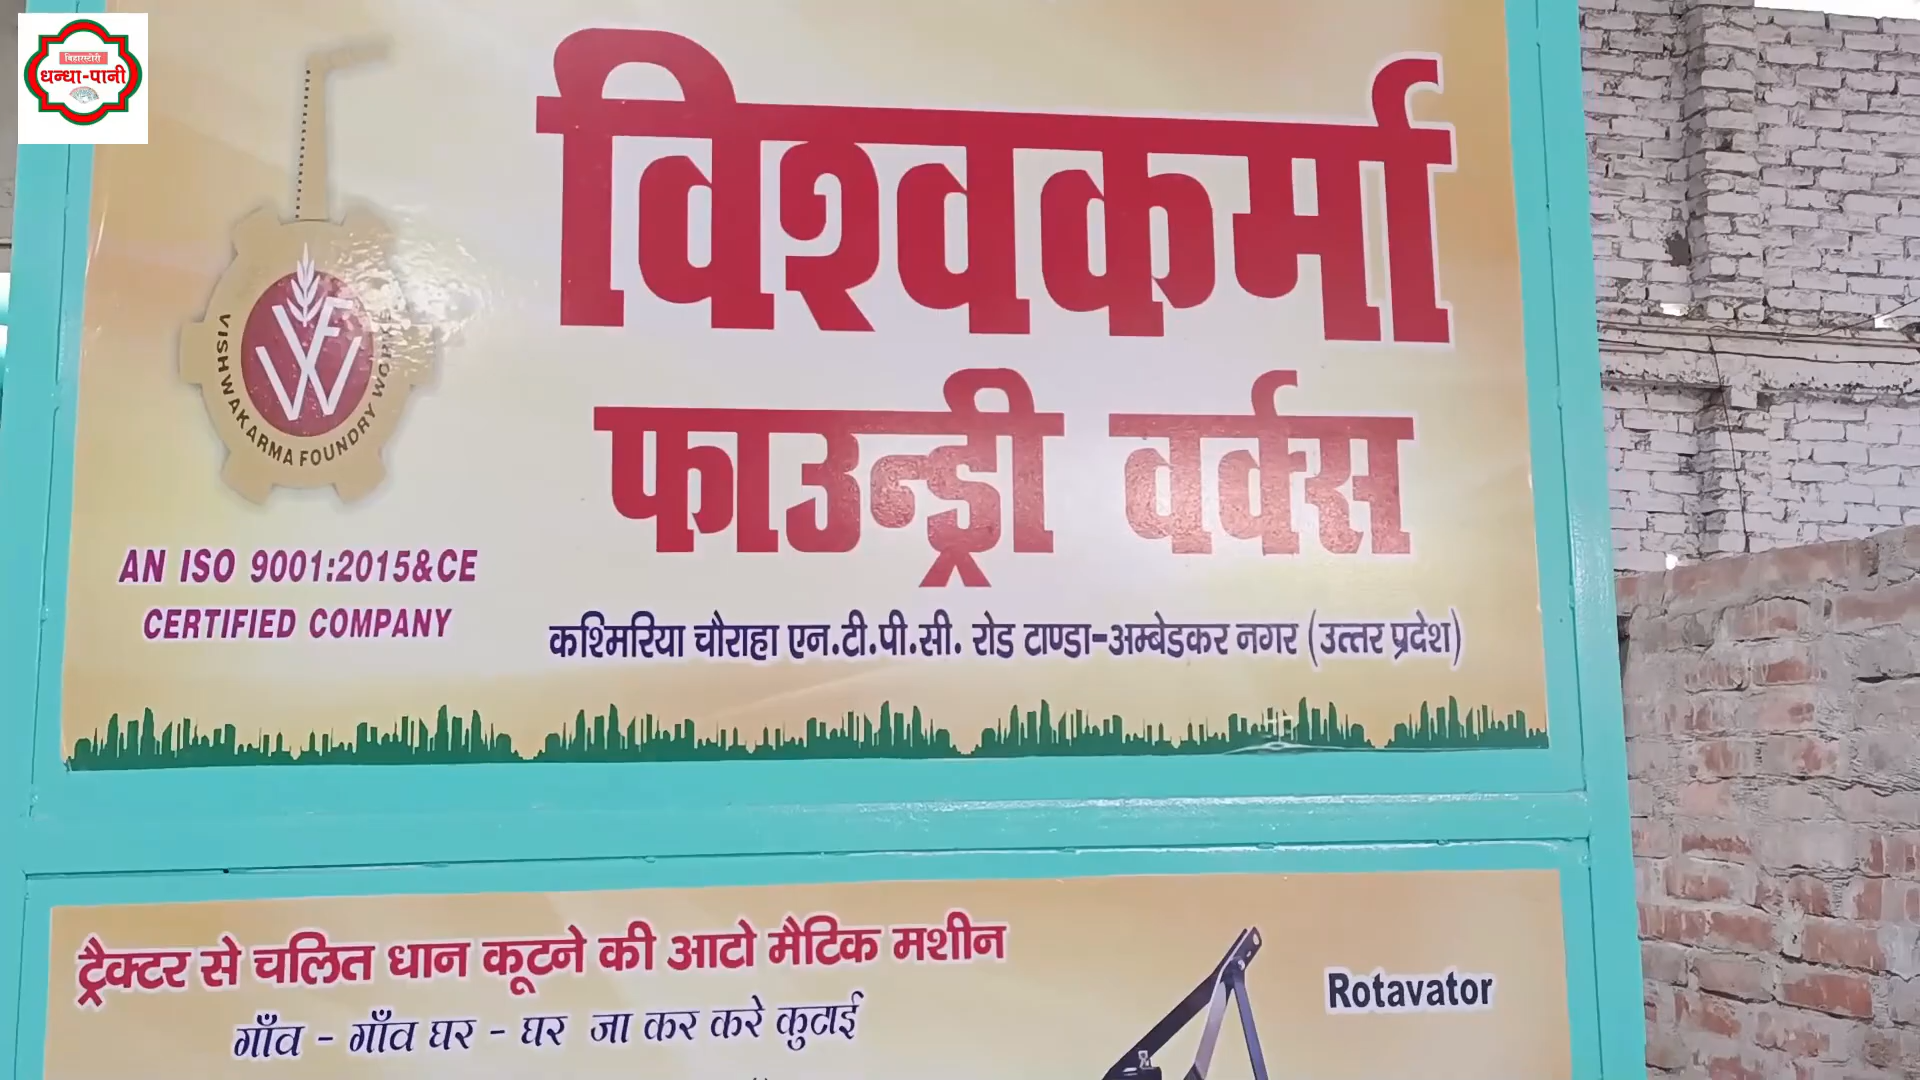 बिहारस्टोरी
धन्धा-पानी
विश्वकर्मा
फाउन्ड्री वर्क्स
VFW
VISHWAKARMA FOUNDRY WORKS
AN ISO 9001:2015&CE
CERTIFIED COMPANY
कश्मिरिया चौराहा एन.टी.पी.सी. रोड टाण्डा-अम्बेडकर नगर (उत्तर प्रदेश)
ट्रैक्टर से चलित धान कूटने की आटो मैटिक मशीन
गाँव - गाँव घर - घर जा कर करे कुटाई
Rotavator